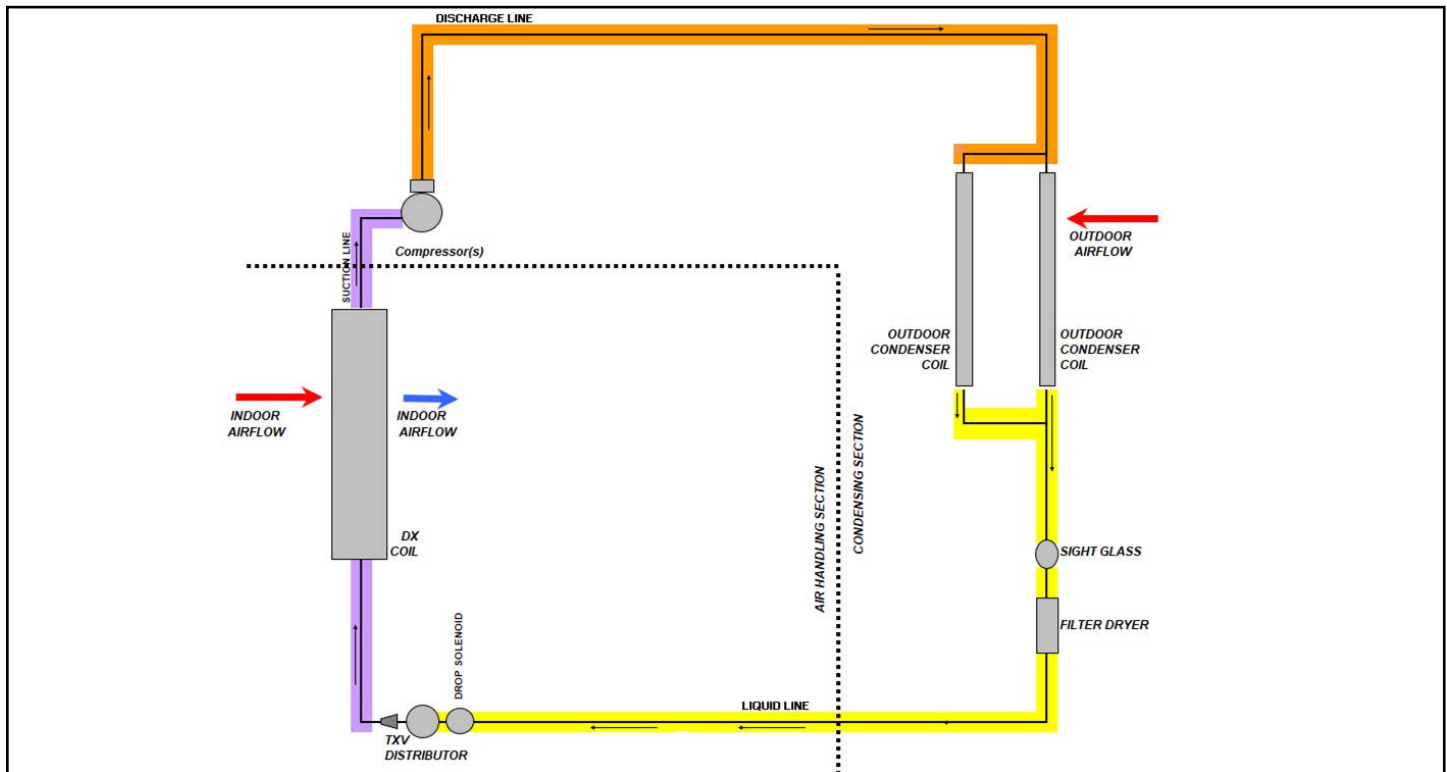 DISCHARGE LINE
SUCTION LINE
Compressor(s)
OUTDOOR
AIRFLOW
OUTDOOR
CONDENSER
COIL
OUTDOOR
CONDENSER
COIL
INDOOR
AIRFLOW
INDOOR
AIRFLOW
DX
COIL
AIR HANDLING SECTION
CONDENSING SECTION
SIGHT GLASS
FILTER DRYER
DROP SOLENOID
LIQUID LINE
TXV
DISTRIBUTOR